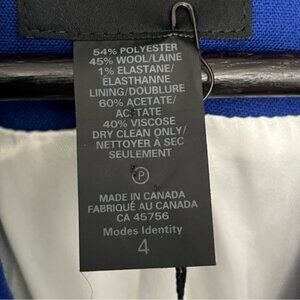 54% POLYESTER
45% WOOL/LAINE
1% ELASTANE/
ELASTHANNE
LINING/DOUBLURE
60% ACETATE/
ACÉTATE
40% VISCOSE
DRY CLEAN ONLY/
NETTOYER À SEC
SEULEMENT
P
MADE IN CANADA
FABRIQUÉ AU CANADA
CA 45756
Modes Identity
4